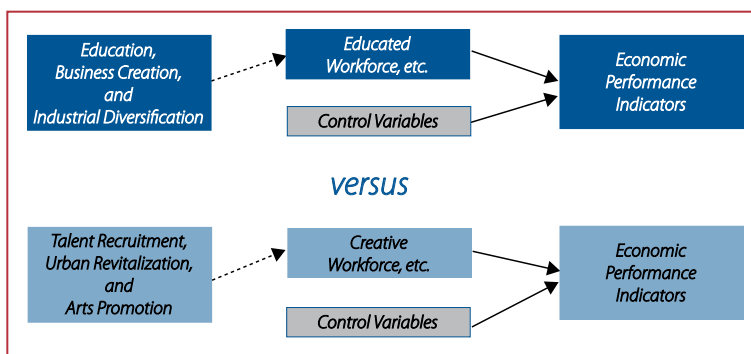 Education,
Business Creation,
and
Industrial Diversification
Educated
Workforce, etc.
Control Variables
Economic
Performance
Indicators
versus
Talent Recruitment,
Urban Revitalization,
and
Arts Promotion
Creative
Workforce, etc.
Control Variables
Economic
Performance
Indicators